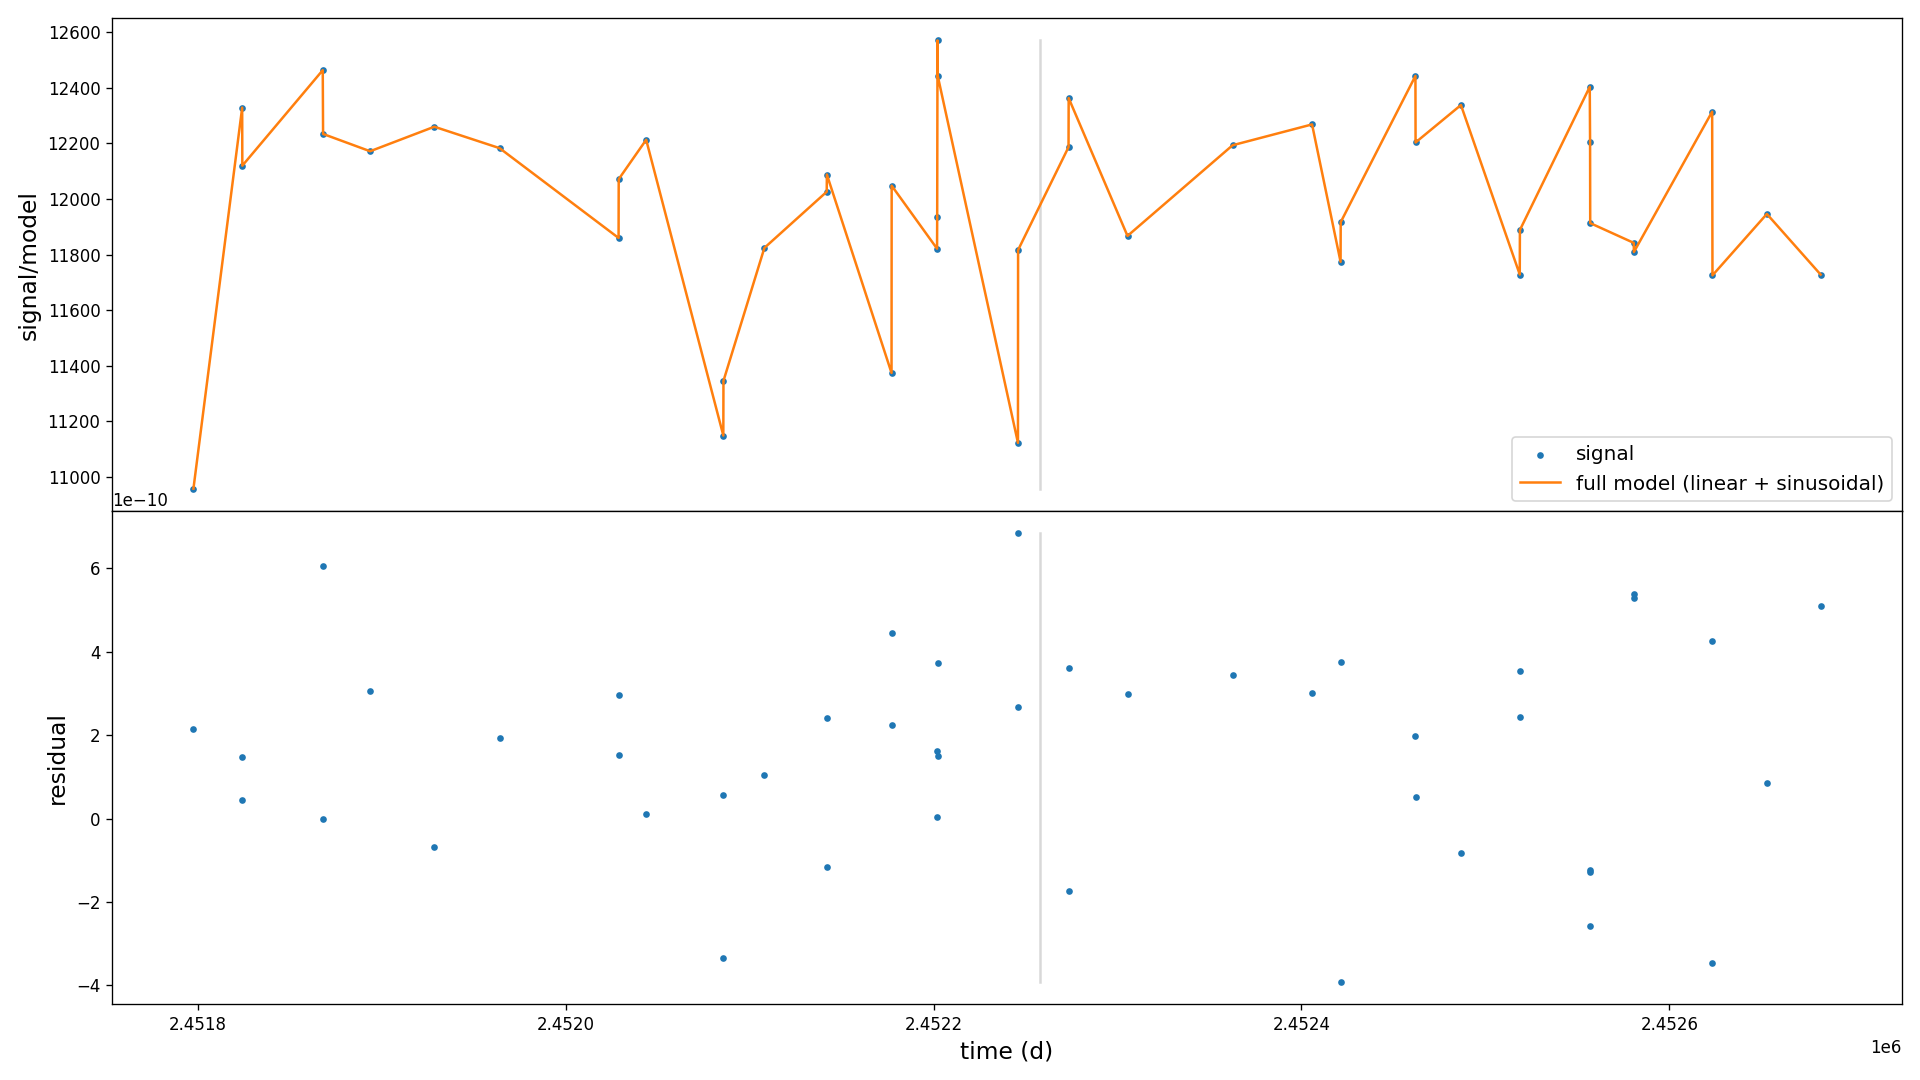 12600
12400
12200
12000
11800
11600
11400
11200
11000
signal/model
signal
full model (linear + sinusoidal)
1e−10
6
4
2
0
−2
−4
residual
2.4518
2.4520
2.4522
2.4524
2.4526
1e6
time (d)